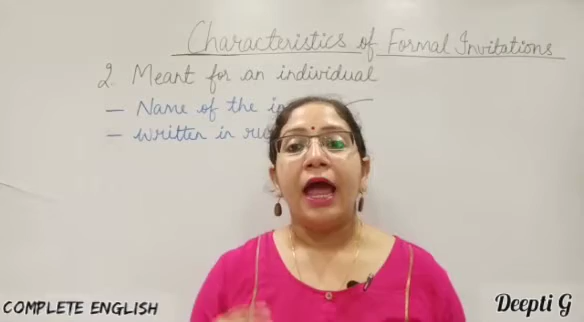 Characteristics of Formal Invitations
2. Meant for an individual
– Name of the
– written in
COMPLETE ENGLISH
Deepti G